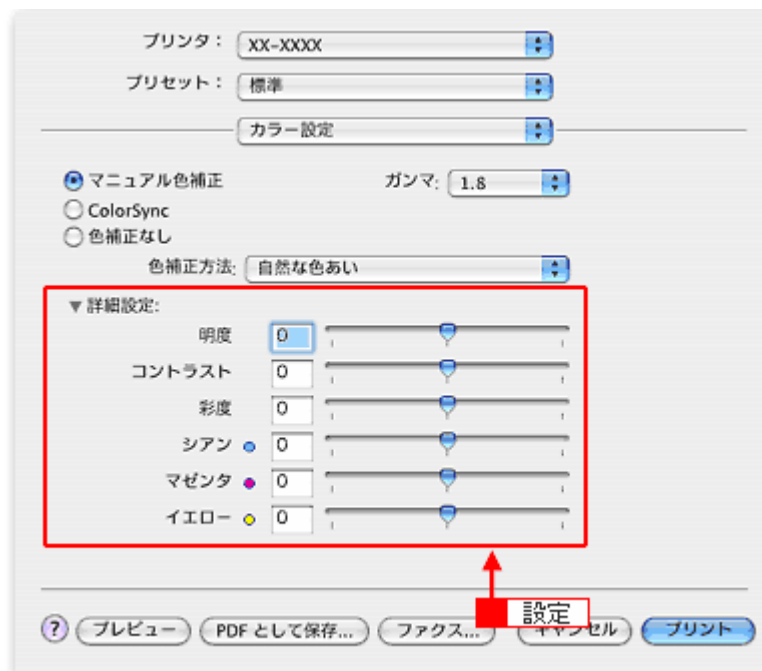 プリンタ： XX-XXXX
プリセット： 標準
カラー設定
マニュアル色補正 ガンマ: 1.8
ColorSync
色補正なし
色補正方法: 自然な色あい
▼詳細設定:
明度 0
コントラスト 0
彩度 0
シアン 0
マゼンタ 0
イエロー 0
設定
? プレビュー PDF として保存... ファクス... キャンセル プリント